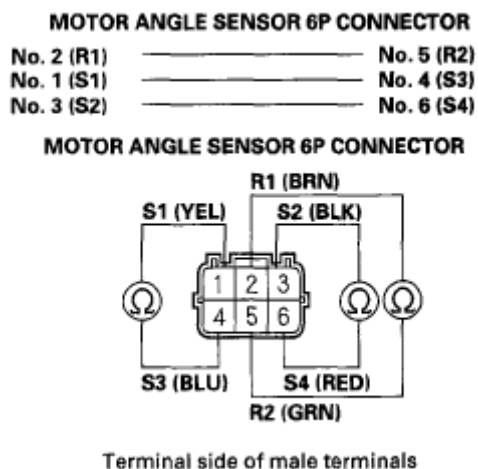 MOTOR ANGLE SENSOR 6P CONNECTOR
No. 2 (R1) No. 5 (R2)
No. 1 (S1) No. 4 (S3)
No. 3 (S2) No. 6 (S4)
MOTOR ANGLE SENSOR 6P CONNECTOR
R1 (BRN)
S1 (YEL) S2 (BLK)
1 2 3
Ω Ω Ω
4 5 6
S3 (BLU) S4 (RED)
R2 (GRN)
Terminal side of male terminals